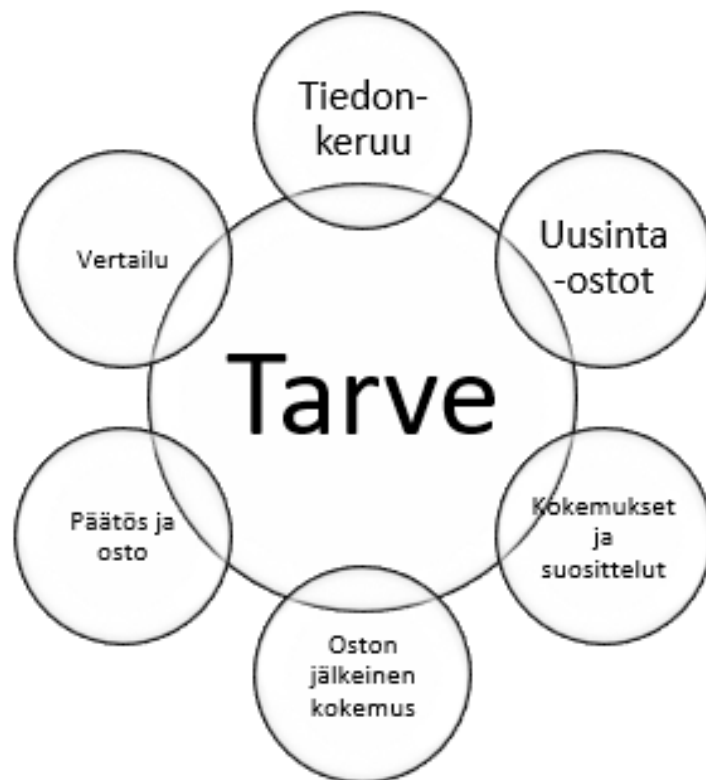 Tiedon-
keruu
Vertailu
Uusinta
-ostot
Tarve
Päätös ja
osto
Kokemukset
ja
suosittelut
Oston
jälkeinen
kokemus